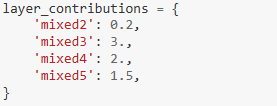 layer_contributions = {
    'mixed2': 0.2,
    'mixed3': 3.,
    'mixed4': 2.,
    'mixed5': 1.5,
}